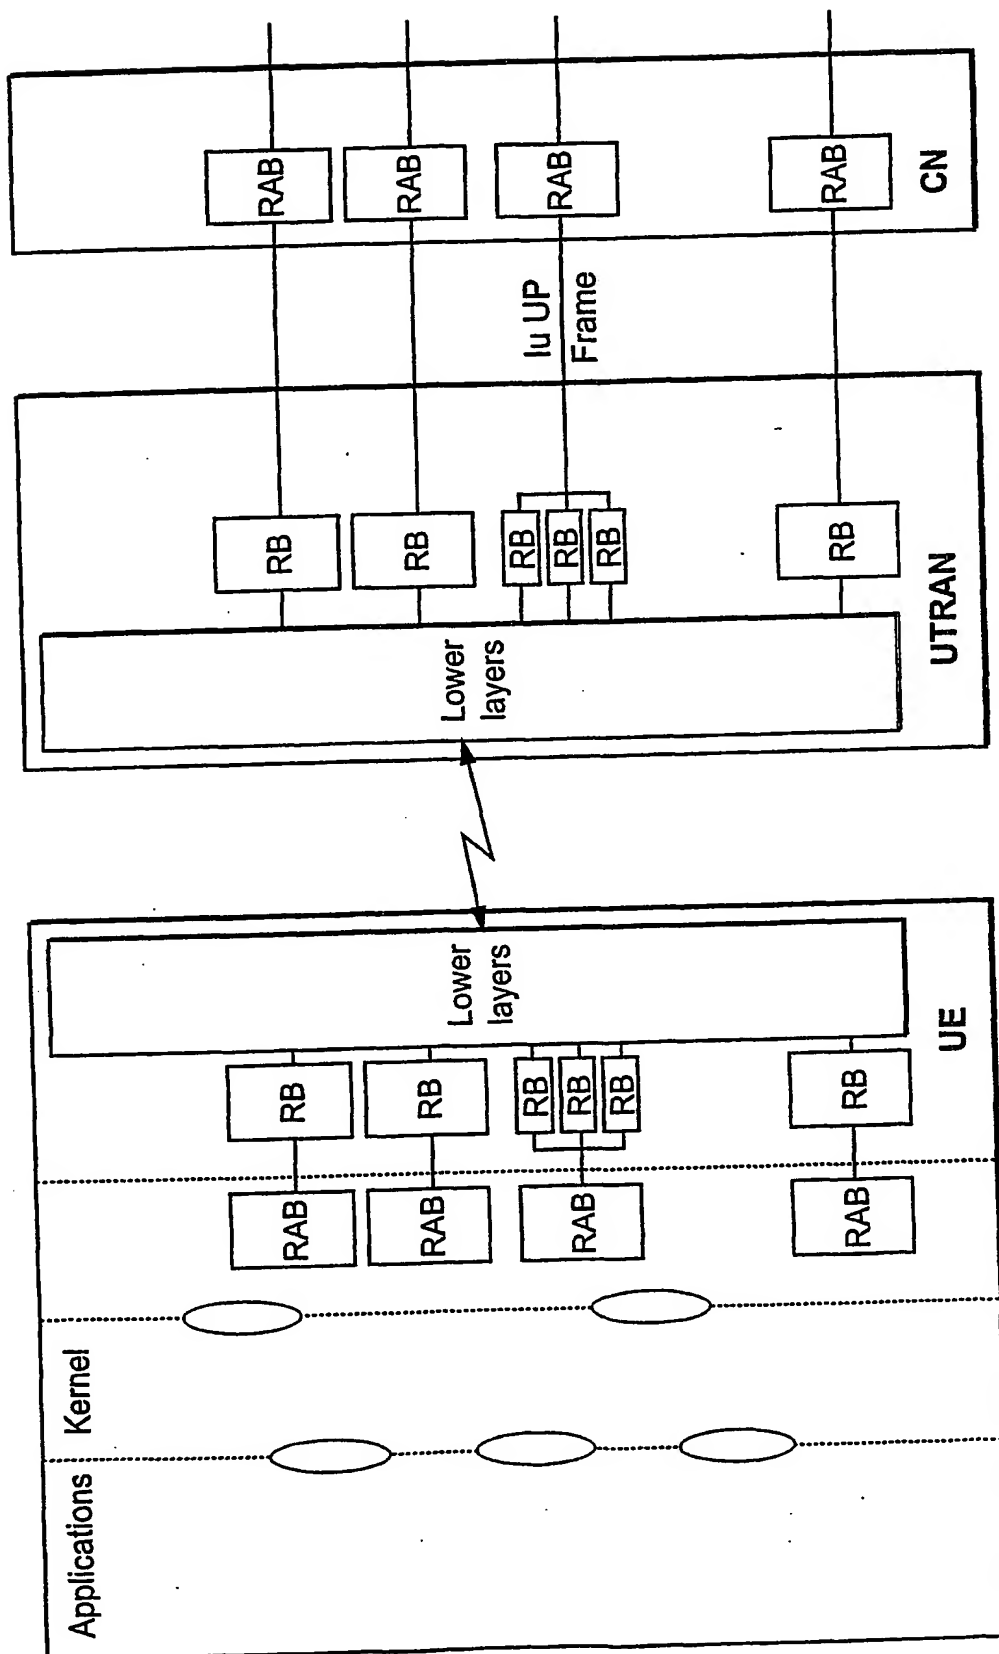 Applications
Kernel
RAB
RAB
RAB
RAB
RB
RB
RB
RB
RB
RB
Lower
layers
UE
Lower
layers
RB
RB
RB
RB
RB
RB
UTRAN
Iu UP
Frame
RAB
RAB
RAB
RAB
CN